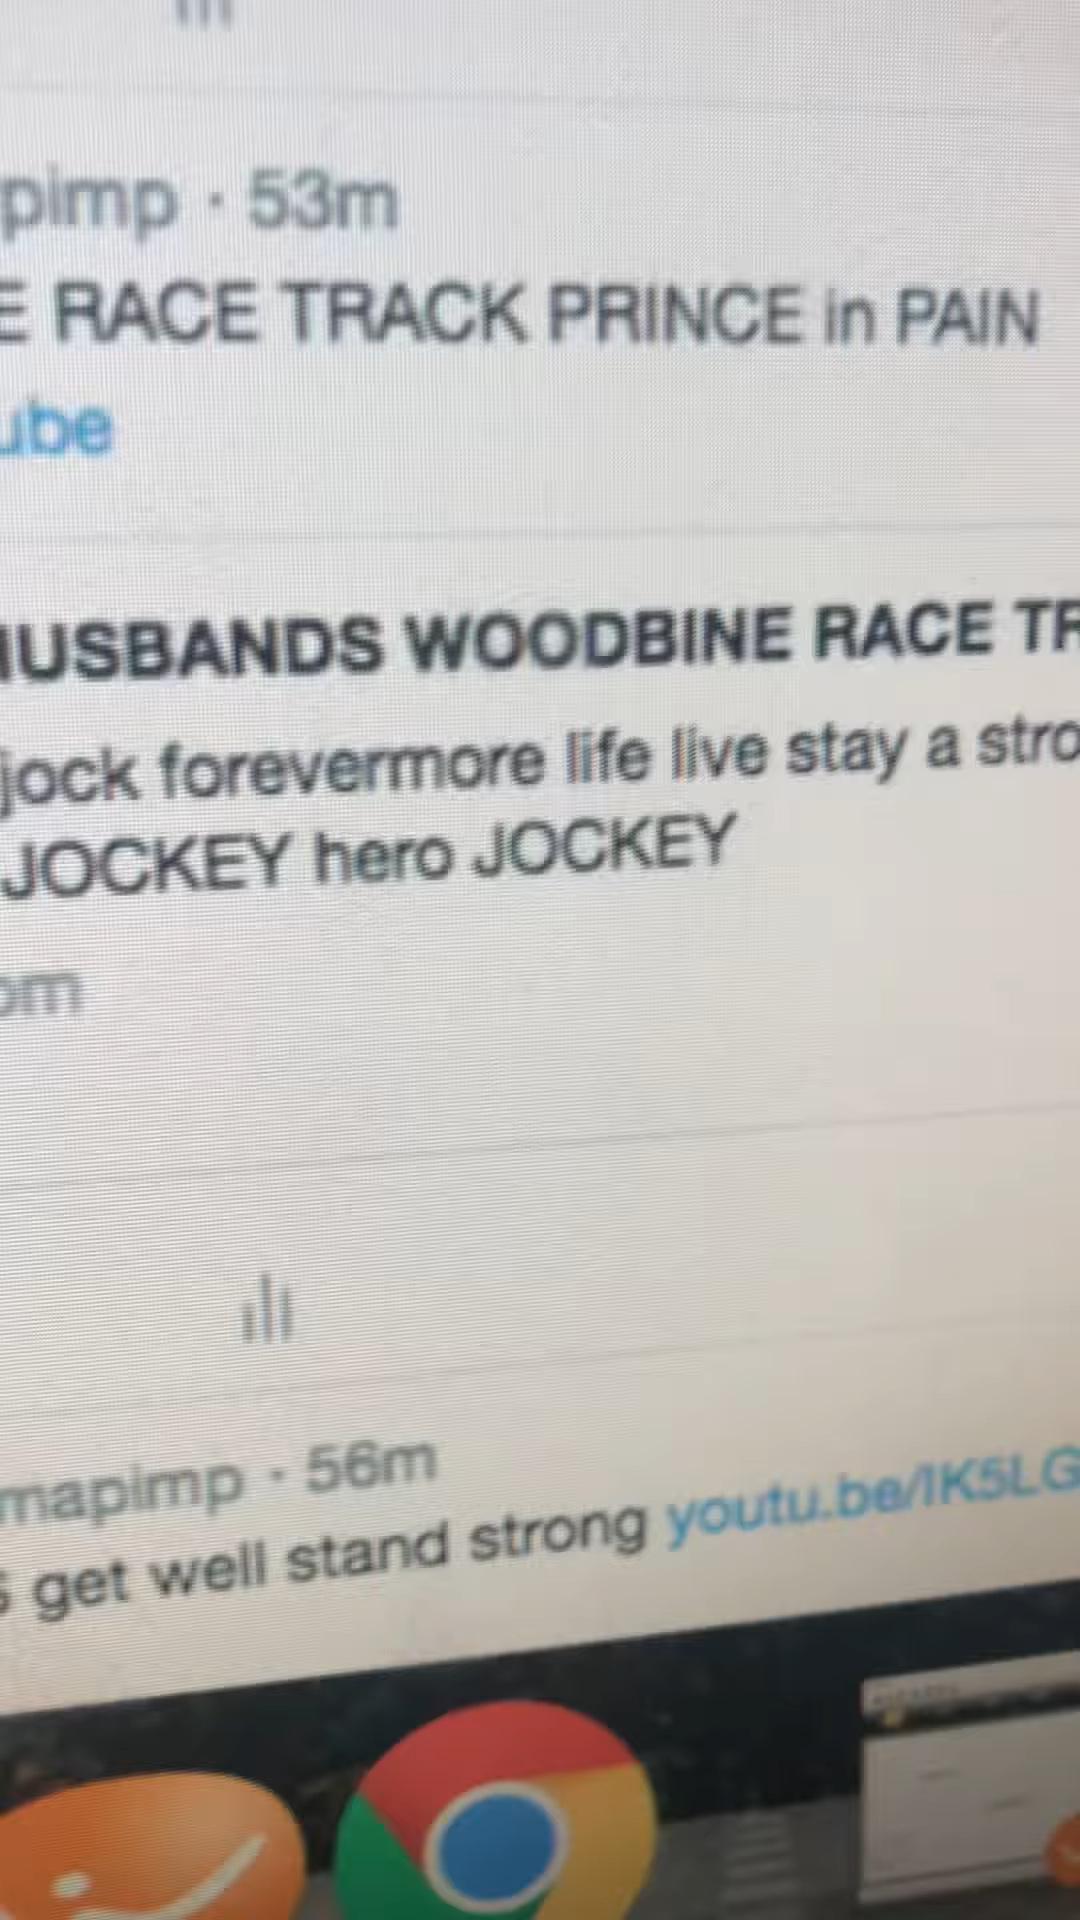 pimp · 53m
E RACE TRACK PRINCE in PAIN
ube
HUSBANDS WOODBINE RACE TR
jock forevermore life live stay a stro
JOCKEY hero JOCKEY
om
mapimp · 56m
S get well stand strong youtu.be/IK5LG